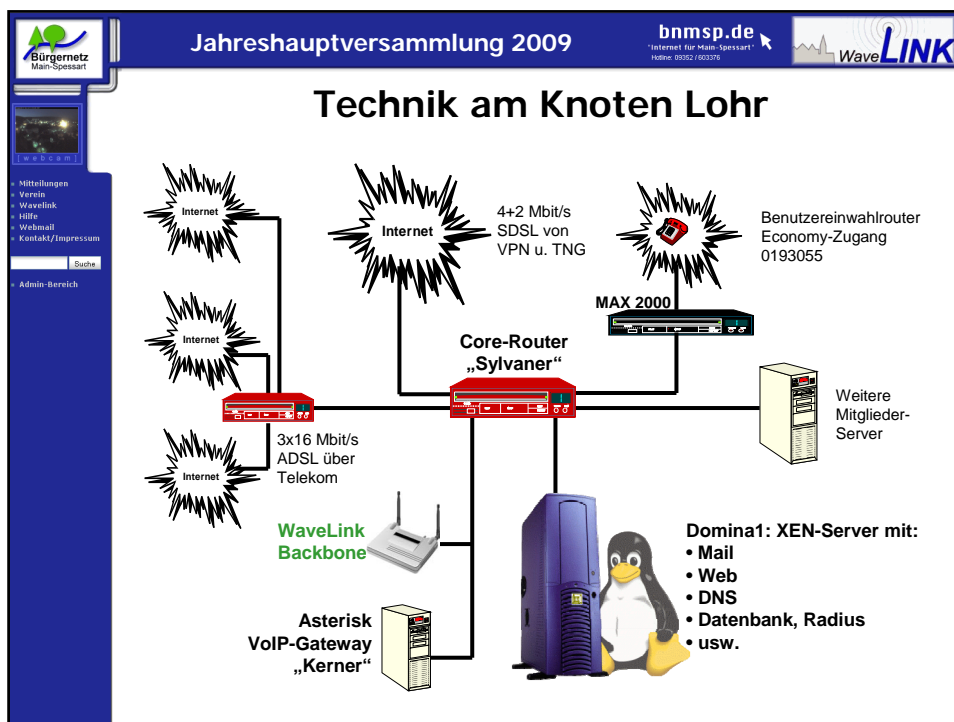 Bürgernetz
Main-Spessart
Jahreshauptversammlung 2009
bnmsp.de
"Internet für Main-Spessart"
Hotline: 09352 / 603376
WaveLINK
[webcam]
» Mitteilungen
» Verein
» Wavelink
» Hilfe
» Webmail
» Kontakt/Impressum
Suche
» Admin-Bereich
Technik am Knoten Lohr
Internet
Internet
4+2 Mbit/s
SDSL von
VPN u. TNG
Benutzereinwahlrouter
Economy-Zugang
0193055
MAX 2000
Internet
Core-Router
„Sylvaner“
Weitere
Mitglieder-
Server
3x16 Mbit/s
ADSL über
Telekom
Internet
WaveLink
Backbone
Domina1: XEN-Server mit:
• Mail
• Web
• DNS
• Datenbank, Radius
• usw.
Asterisk
VoIP-Gateway
„Kerner“